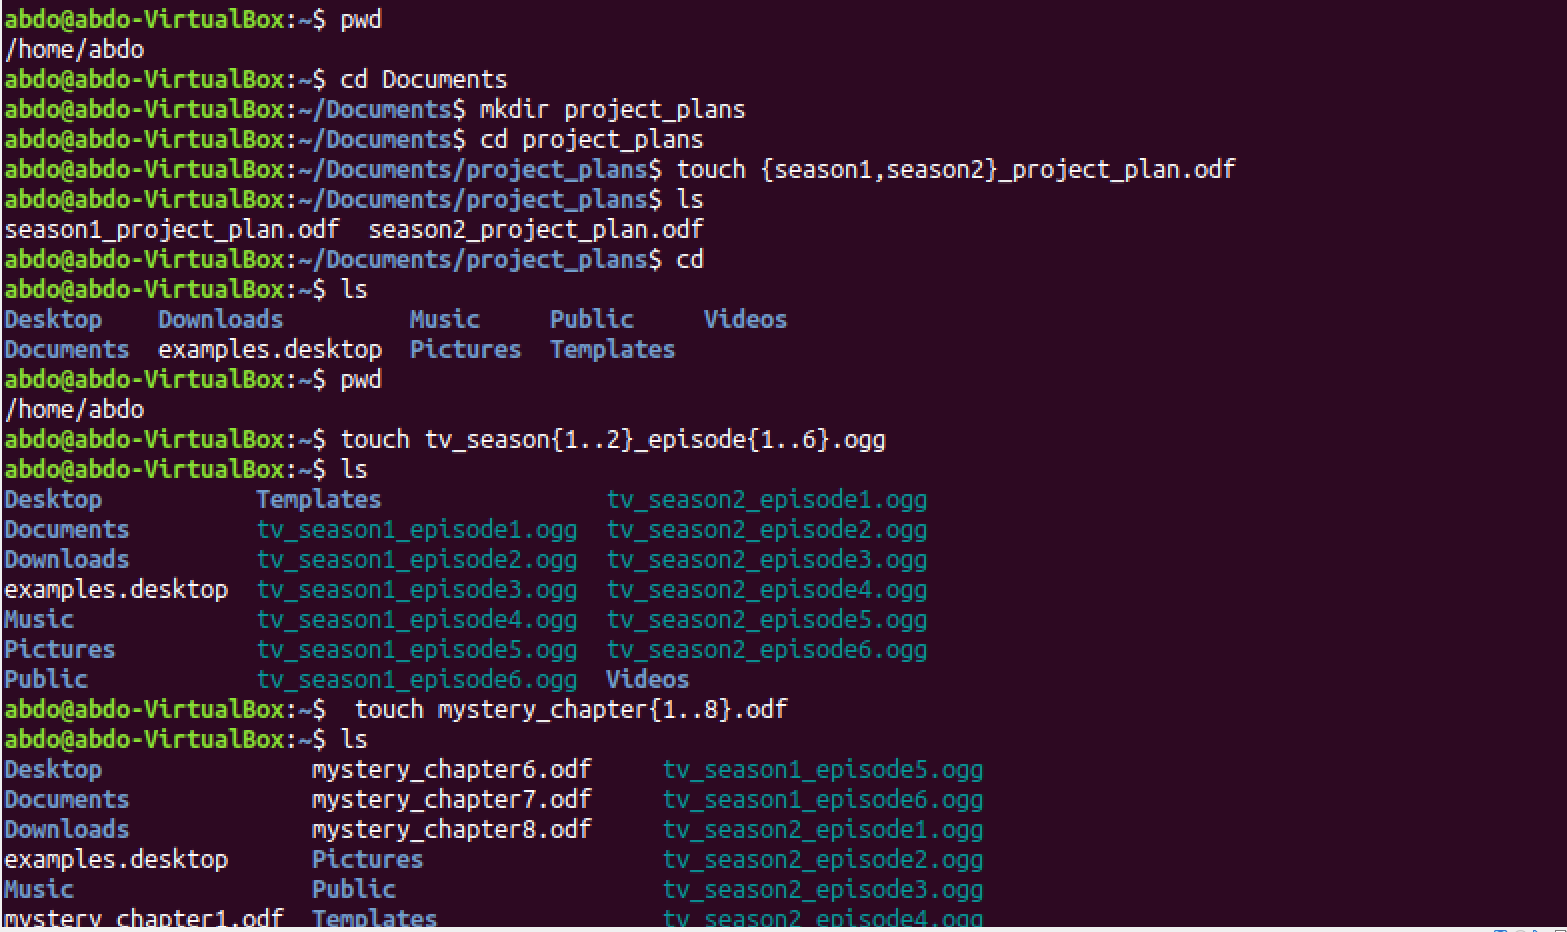 abdo@abdo-VirtualBox:~$ pwd
/home/abdo
abdo@abdo-VirtualBox:~$ cd Documents
abdo@abdo-VirtualBox:~/Documents$ mkdir project_plans
abdo@abdo-VirtualBox:~/Documents$ cd project_plans
abdo@abdo-VirtualBox:~/Documents/project_plans$ touch {season1,season2}_project_plan.odf
abdo@abdo-VirtualBox:~/Documents/project_plans$ ls
season1_project_plan.odf  season2_project_plan.odf
abdo@abdo-VirtualBox:~/Documents/project_plans$ cd
abdo@abdo-VirtualBox:~$ ls
Desktop    Downloads         Music     Public     Videos
Documents  examples.desktop  Pictures  Templates
abdo@abdo-VirtualBox:~$ pwd
/home/abdo
abdo@abdo-VirtualBox:~$ touch tv_season{1..2}_episode{1..6}.ogg
abdo@abdo-VirtualBox:~$ ls
Desktop           Templates                tv_season2_episode1.ogg
Documents         tv_season1_episode1.ogg  tv_season2_episode2.ogg
Downloads         tv_season1_episode2.ogg  tv_season2_episode3.ogg
examples.desktop  tv_season1_episode3.ogg  tv_season2_episode4.ogg
Music             tv_season1_episode4.ogg  tv_season2_episode5.ogg
Pictures          tv_season1_episode5.ogg  tv_season2_episode6.ogg
Public            tv_season1_episode6.ogg  Videos
abdo@abdo-VirtualBox:~$  touch mystery_chapter{1..8}.odf
abdo@abdo-VirtualBox:~$ ls
Desktop               mystery_chapter6.odf     tv_season1_episode5.ogg
Documents             mystery_chapter7.odf     tv_season1_episode6.ogg
Downloads             mystery_chapter8.odf     tv_season2_episode1.ogg
examples.desktop      Pictures                 tv_season2_episode2.ogg
Music                 Public                   tv_season2_episode3.ogg
mystery_chapter1.odf  Templates                tv_season2_episode4.ogg